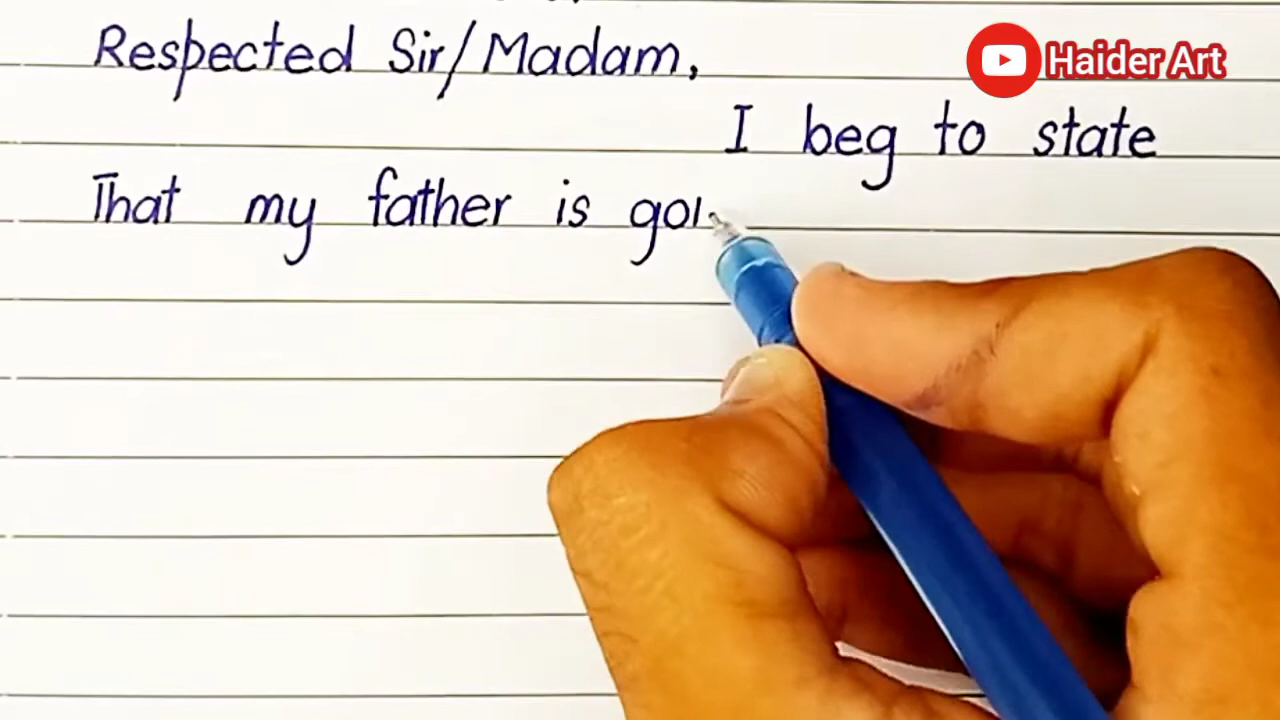 Respected Sir/Madam,
Haider Art
I beg to state
That my father is goi